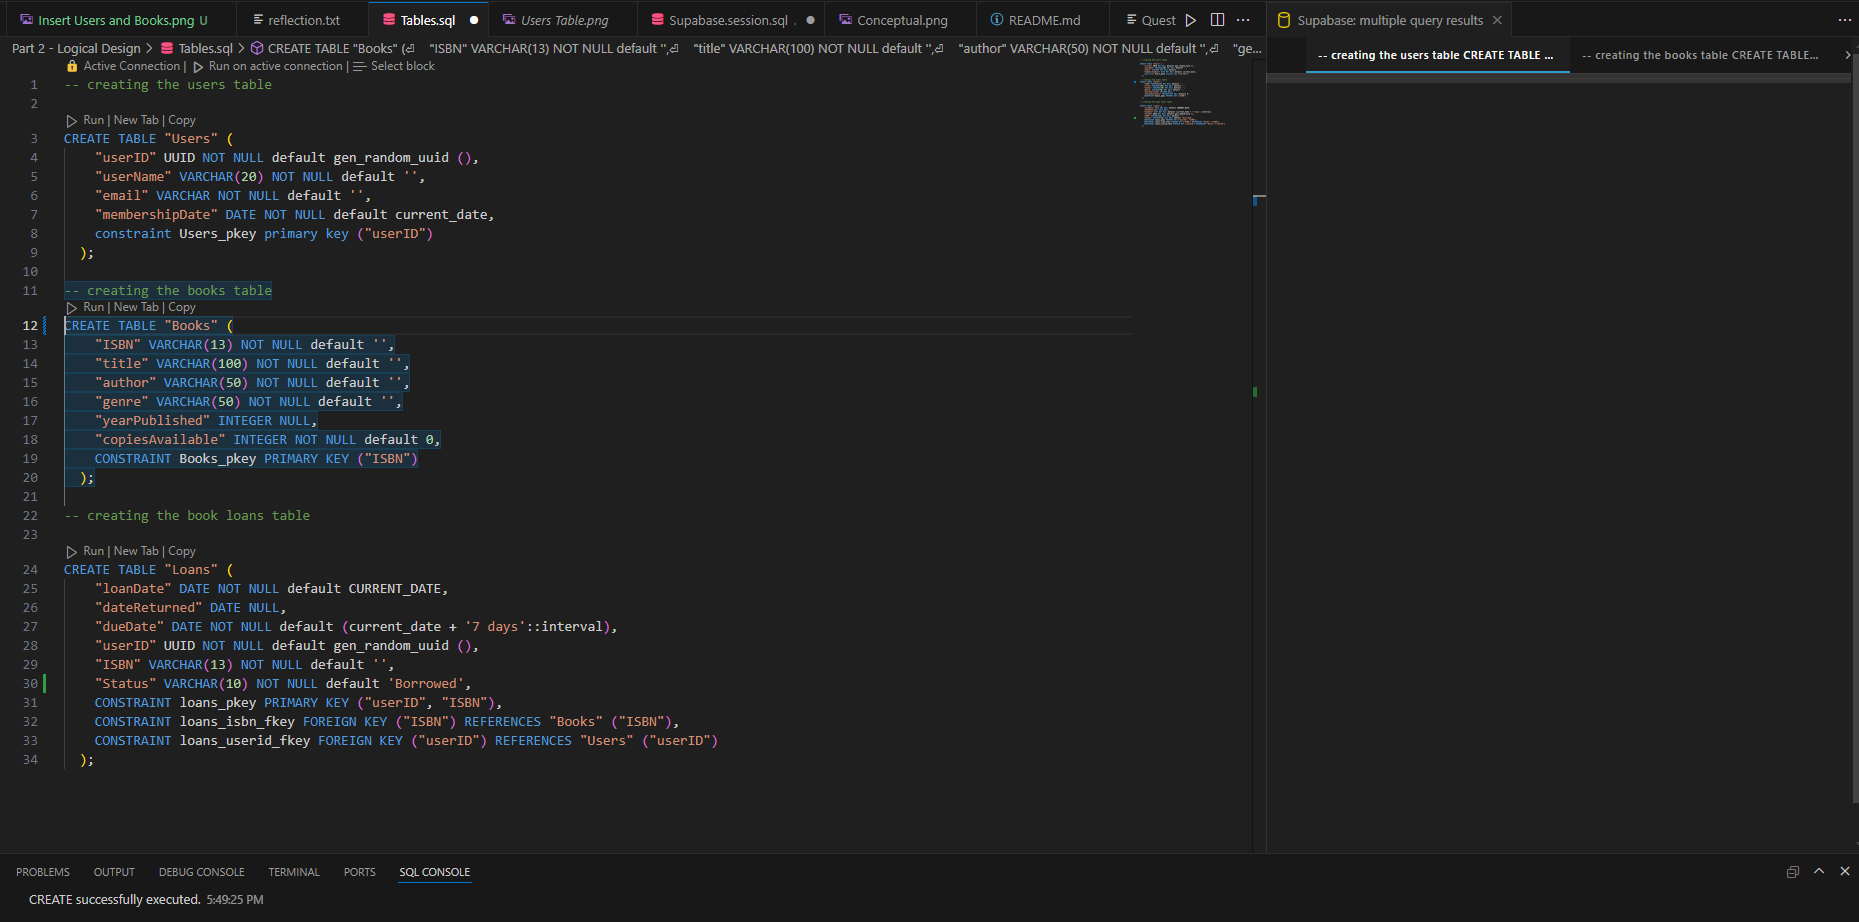 Insert Users and Books.png U
reflection.txt
Tables.sql
Users Table.png
Supabase.session.sql .
Conceptual.png
README.md
Quest
Supabase: multiple query results
Part 2 - Logical Design > Tables.sql > CREATE TABLE "Books" (⏎ "ISBN" VARCHAR(13) NOT NULL default '',⏎ "title" VARCHAR(100) NOT NULL default '',⏎ "author" VARCHAR(50) NOT NULL default '',⏎ "ge...
-- creating the users table CREATE TABLE ...
-- creating the books table CREATE TABLE...
Active Connection | Run on active connection | Select block
1 -- creating the users table
2
Run | New Tab | Copy
3 CREATE TABLE "Users" (
4 "userID" UUID NOT NULL default gen_random_uuid (),
5 "userName" VARCHAR(20) NOT NULL default '',
6 "email" VARCHAR NOT NULL default '',
7 "membershipDate" DATE NOT NULL default current_date,
8 constraint Users_pkey primary key ("userID")
9 );
10
11 -- creating the books table
Run | New Tab | Copy
12 CREATE TABLE "Books" (
13 "ISBN" VARCHAR(13) NOT NULL default '',
14 "title" VARCHAR(100) NOT NULL default '',
15 "author" VARCHAR(50) NOT NULL default '',
16 "genre" VARCHAR(50) NOT NULL default '',
17 "yearPublished" INTEGER NULL,
18 "copiesAvailable" INTEGER NOT NULL default 0,
19 CONSTRAINT Books_pkey PRIMARY KEY ("ISBN")
20 );
21
22 -- creating the book loans table
23
Run | New Tab | Copy
24 CREATE TABLE "Loans" (
25 "loanDate" DATE NOT NULL default CURRENT_DATE,
26 "dateReturned" DATE NULL,
27 "dueDate" DATE NOT NULL default (current_date + '7 days'::interval),
28 "userID" UUID NOT NULL default gen_random_uuid (),
29 "ISBN" VARCHAR(13) NOT NULL default '',
30 "Status" VARCHAR(10) NOT NULL default 'Borrowed',
31 CONSTRAINT loans_pkey PRIMARY KEY ("userID", "ISBN"),
32 CONSTRAINT loans_isbn_fkey FOREIGN KEY ("ISBN") REFERENCES "Books" ("ISBN"),
33 CONSTRAINT loans_userid_fkey FOREIGN KEY ("userID") REFERENCES "Users" ("userID")
34 );
PROBLEMS OUTPUT DEBUG CONSOLE TERMINAL PORTS SQL CONSOLE
CREATE successfully executed. 5:49:25 PM